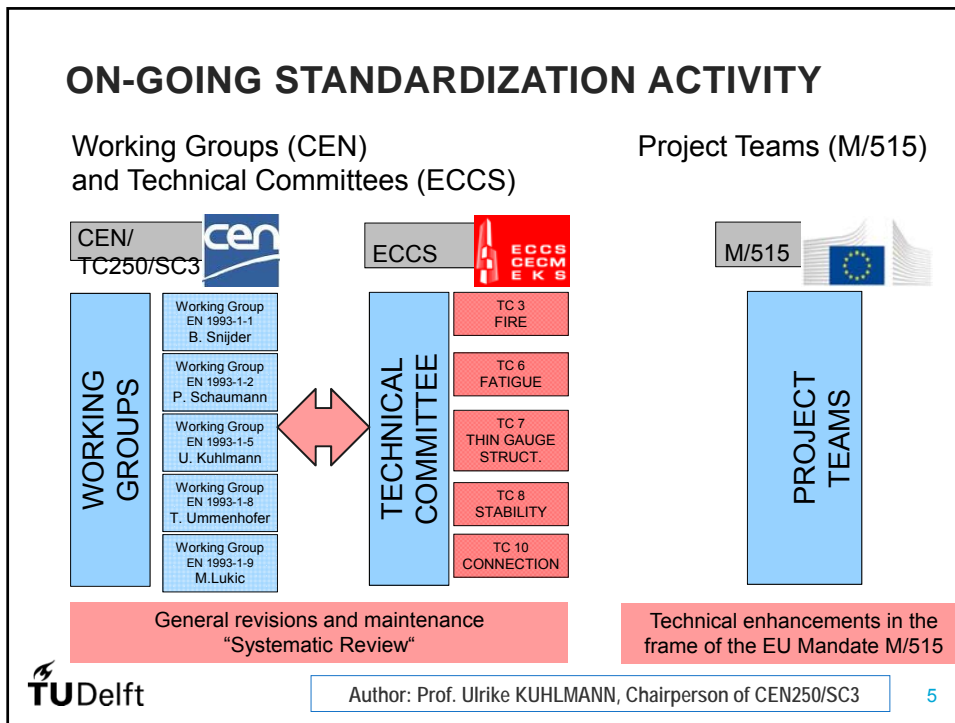 ON-GOING STANDARDIZATION ACTIVITY
Working Groups (CEN)
and Technical Committees (ECCS)
Project Teams (M/515)
CEN/
TC250/SC3
cen
ECCS
ECCS
CECM
EKS
M/515
WORKING
GROUPS
Working Group
EN 1993-1-1
B. Snijder
Working Group
EN 1993-1-2
P. Schaumann
Working Group
EN 1993-1-5
U. Kuhlmann
Working Group
EN 1993-1-8
T. Ummenhofer
Working Group
EN 1993-1-9
M.Lukic
TECHNICAL
COMMITTEE
TC 3
FIRE
TC 6
FATIGUE
TC 7
THIN GAUGE
STRUCT.
TC 8
STABILITY
TC 10
CONNECTION
PROJECT
TEAMS
General revisions and maintenance
“Systematic Review“
Technical enhancements in the
frame of the EU Mandate M/515
TUDelft
Author: Prof. Ulrike KUHLMANN, Chairperson of CEN250/SC3
5